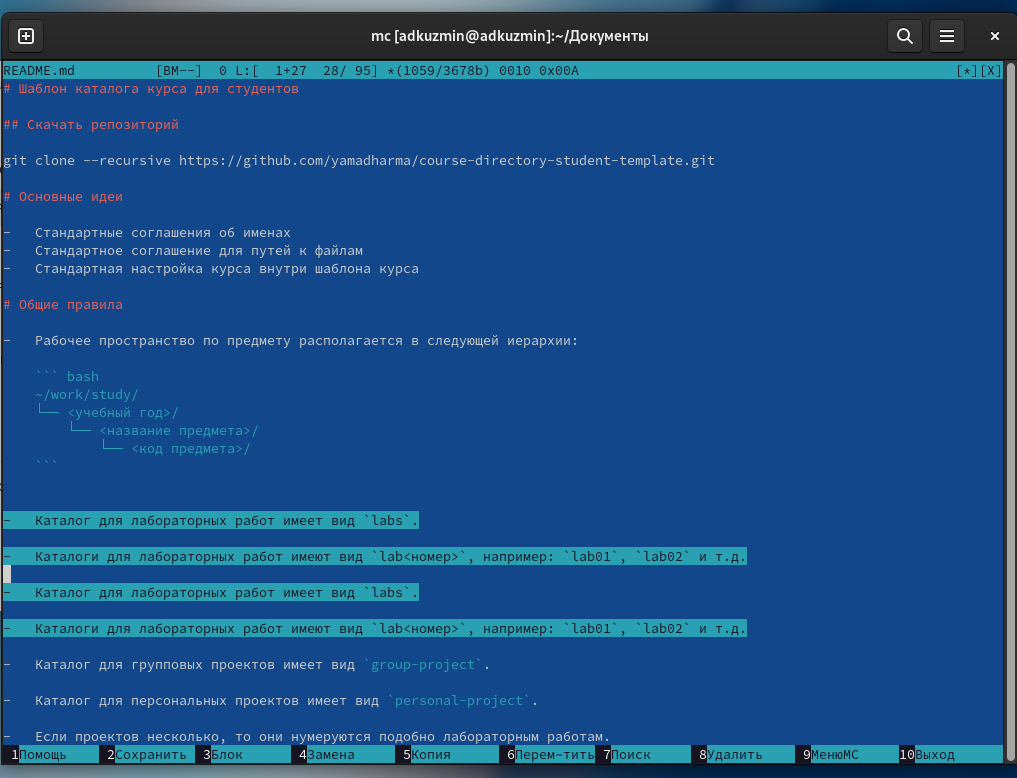 mc [adkuzmin@adkuzmin]:~/Документы
README.md          [BM--]  0 L:[  1+27  28/ 95] *(1059/3678b) 0010 0x00A          [*][X]
# Шаблон каталога курса для студентов
## Скачать репозиторий
git clone --recursive https://github.com/yamadharma/course-directory-student-template.git
# Основные идеи
-   Стандартные соглашения об именах
-   Стандартное соглашение для путей к файлам
-   Стандартная настройка курса внутри шаблона курса
# Общие правила
-   Рабочее пространство по предмету располагается в следующей иерархии:
    ``` bash
    ~/work/study/
    └── <учебный год>/
        └── <название предмета>/
            └── <код предмета>/
    ```
-   Каталог для лабораторных работ имеет вид `labs`.
-   Каталоги для лабораторных работ имеют вид `lab<номер>`, например: `lab01`, `lab02` и т.д.
-   Каталог для лабораторных работ имеет вид `labs`.
-   Каталоги для лабораторных работ имеют вид `lab<номер>`, например: `lab01`, `lab02` и т.д.
-   Каталог для групповых проектов имеет вид `group-project`.
-   Каталог для персональных проектов имеет вид `personal-project`.
-   Если проектов несколько, то они нумеруются подобно лабораторным работам.
1Помощь 2Сохранить 3Блок 4Замена 5Копия 6Перем~тить 7Поиск 8Удалить 9МенюМС 10Выход